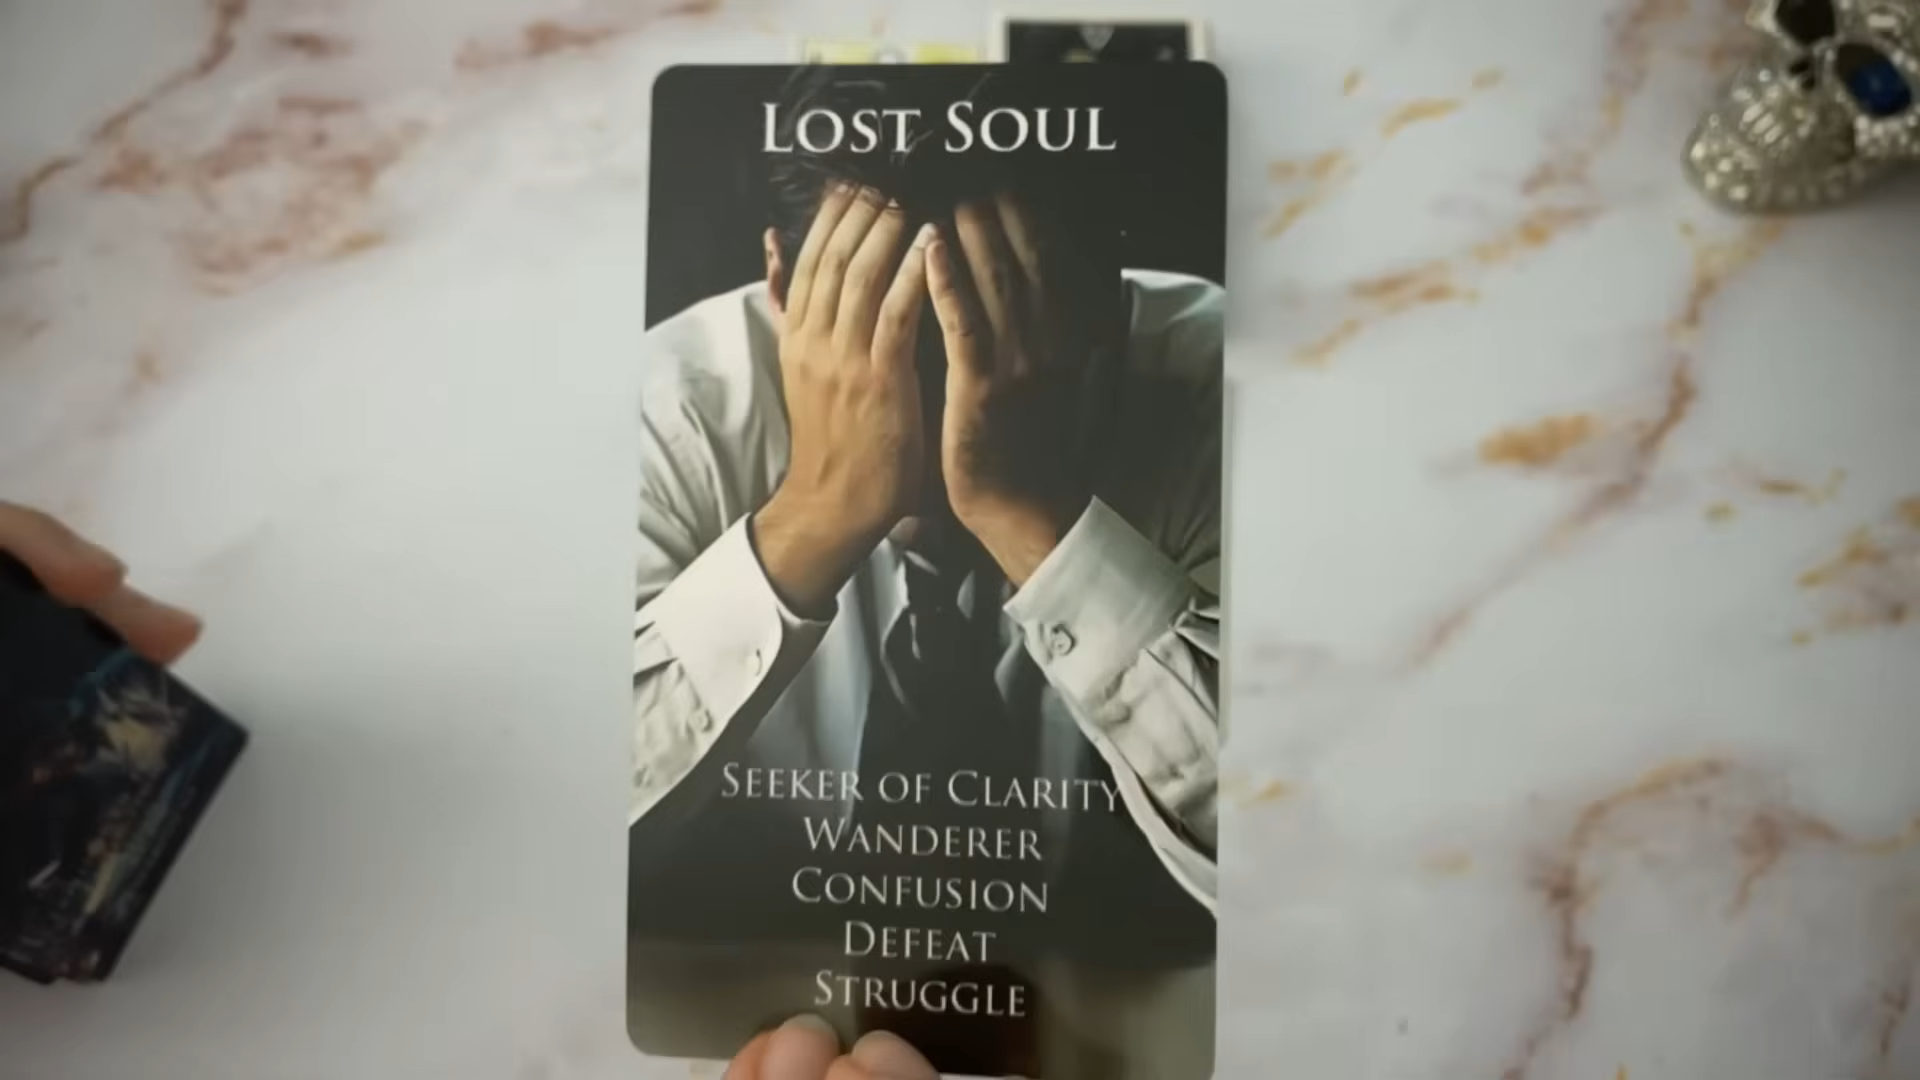 LOST SOUL
SEEKER OF CLARITY
WANDERER
CONFUSION
DEFEAT
STRUGGLE